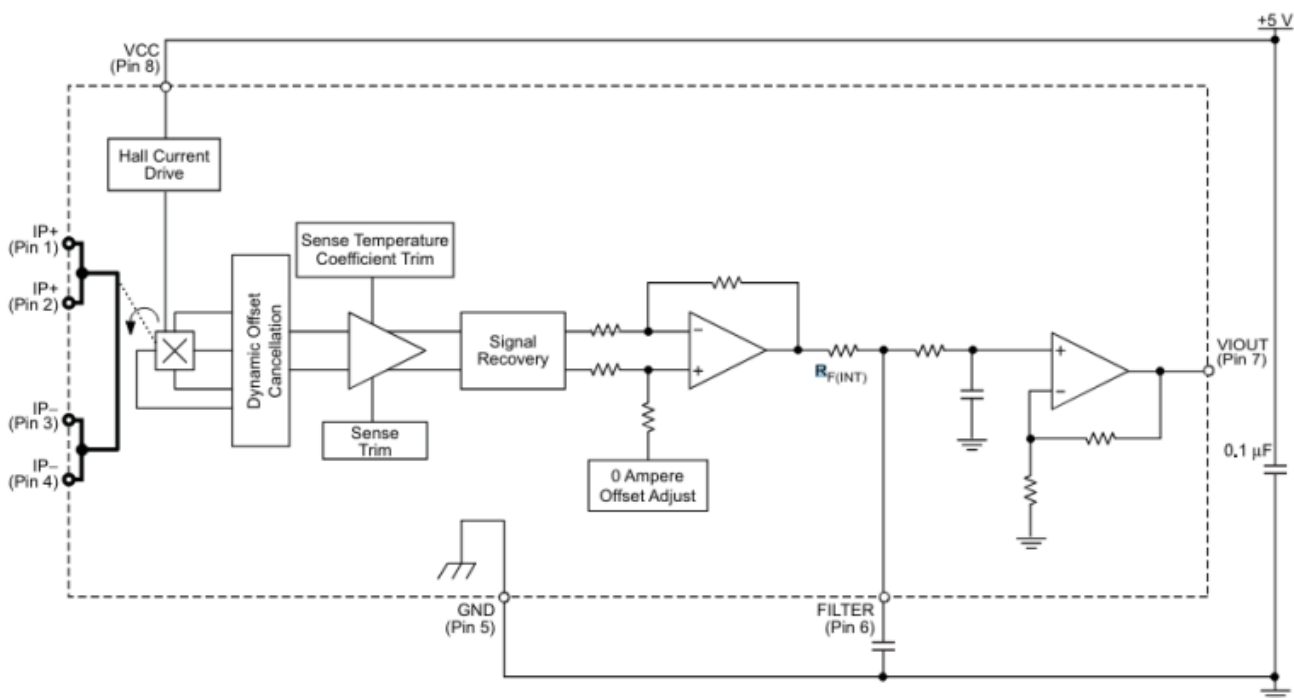 +5 V
VCC
(Pin 8)
Hall Current
Drive
IP+
(Pin 1)
IP+
(Pin 2)
IP−
(Pin 3)
IP−
(Pin 4)
Dynamic Offset
Cancellation
Sense Temperature
Coefficient Trim
Sense
Trim
Signal
Recovery
0 Ampere
Offset Adjust
RF(INT)
VIOUT
(Pin 7)
0.1 μF
GND
(Pin 5)
FILTER
(Pin 6)